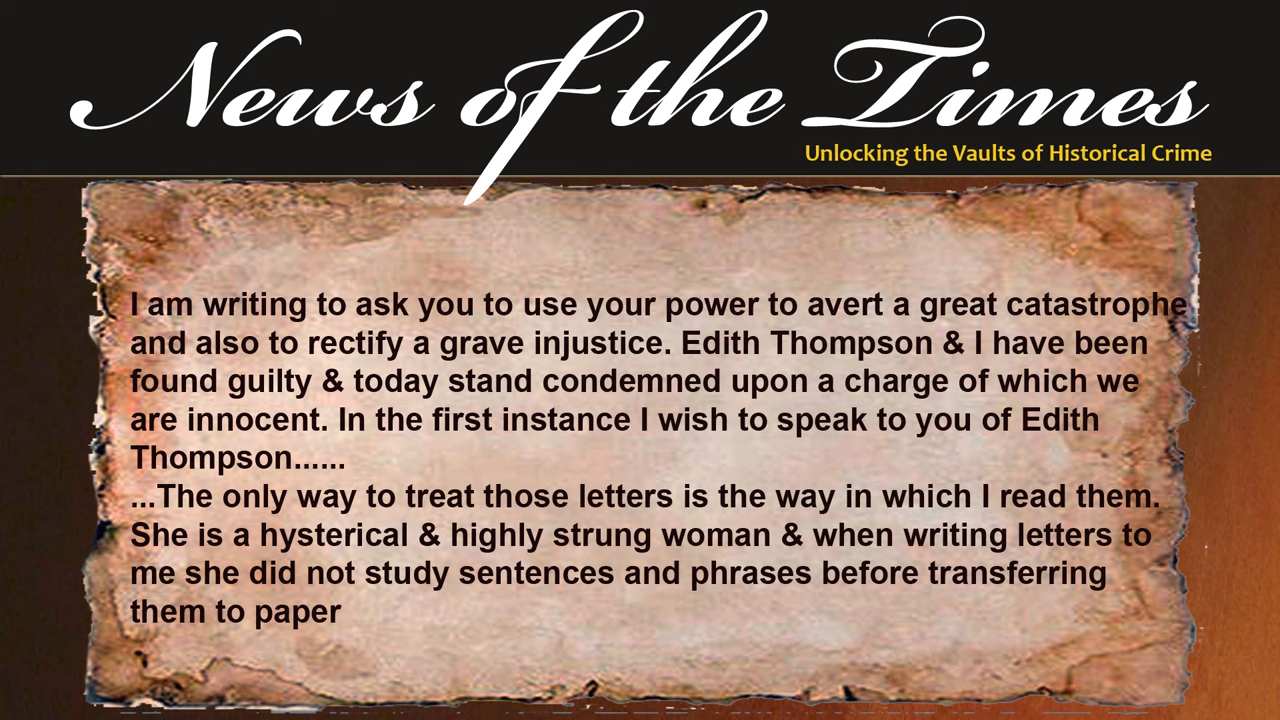 News of the Times
Unlocking the Vaults of Historical Crime
I am writing to ask you to use your power to avert a great catastrophe
and also to rectify a grave injustice. Edith Thompson & I have been
found guilty & today stand condemned upon a charge of which we
are innocent. In the first instance I wish to speak to you of Edith
Thompson......
...The only way to treat those letters is the way in which I read them.
She is a hysterical & highly strung woman & when writing letters to
me she did not study sentences and phrases before transferring
them to paper